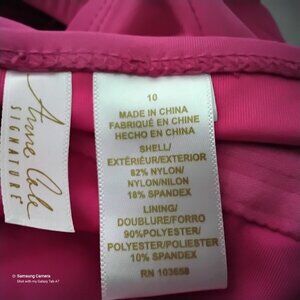 Anne Cole
SIGNATURE
10
MADE IN CHINA
FABRIQUÉ EN CHINE
HECHO EN CHINA
SHELL/
EXTÉRIEUR/EXTERIOR
82% NYLON/
NYLON/NILON
18% SPANDEX
LINING/
DOUBLURE/FORRO
90%POLYESTER/
POLYESTER/POLIESTER
10% SPANDEX
RN 103658
Samsung Camera
Shot with my Galaxy Tab A7